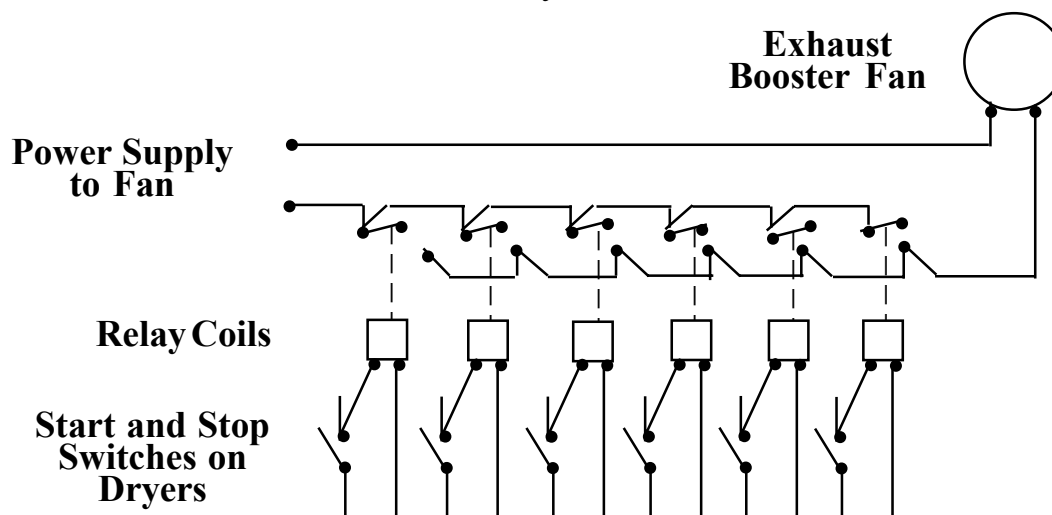 Exhaust
Booster Fan
Power Supply
to Fan
Relay Coils
Start and Stop
Switches on
Dryers